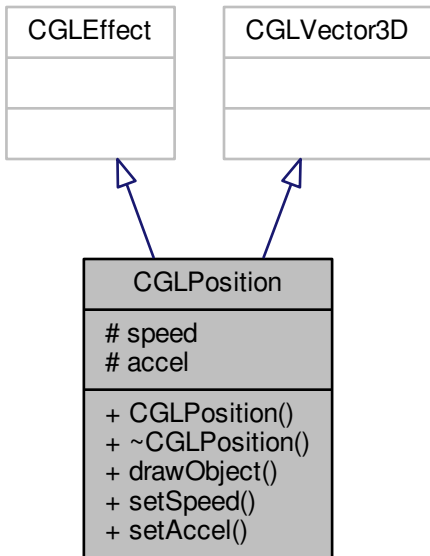 CGLEffect
CGLVector3D
CGLPosition
# speed
# accel
+ CGLPosition()
+ ~CGLPosition()
+ drawObject()
+ setSpeed()
+ setAccel()